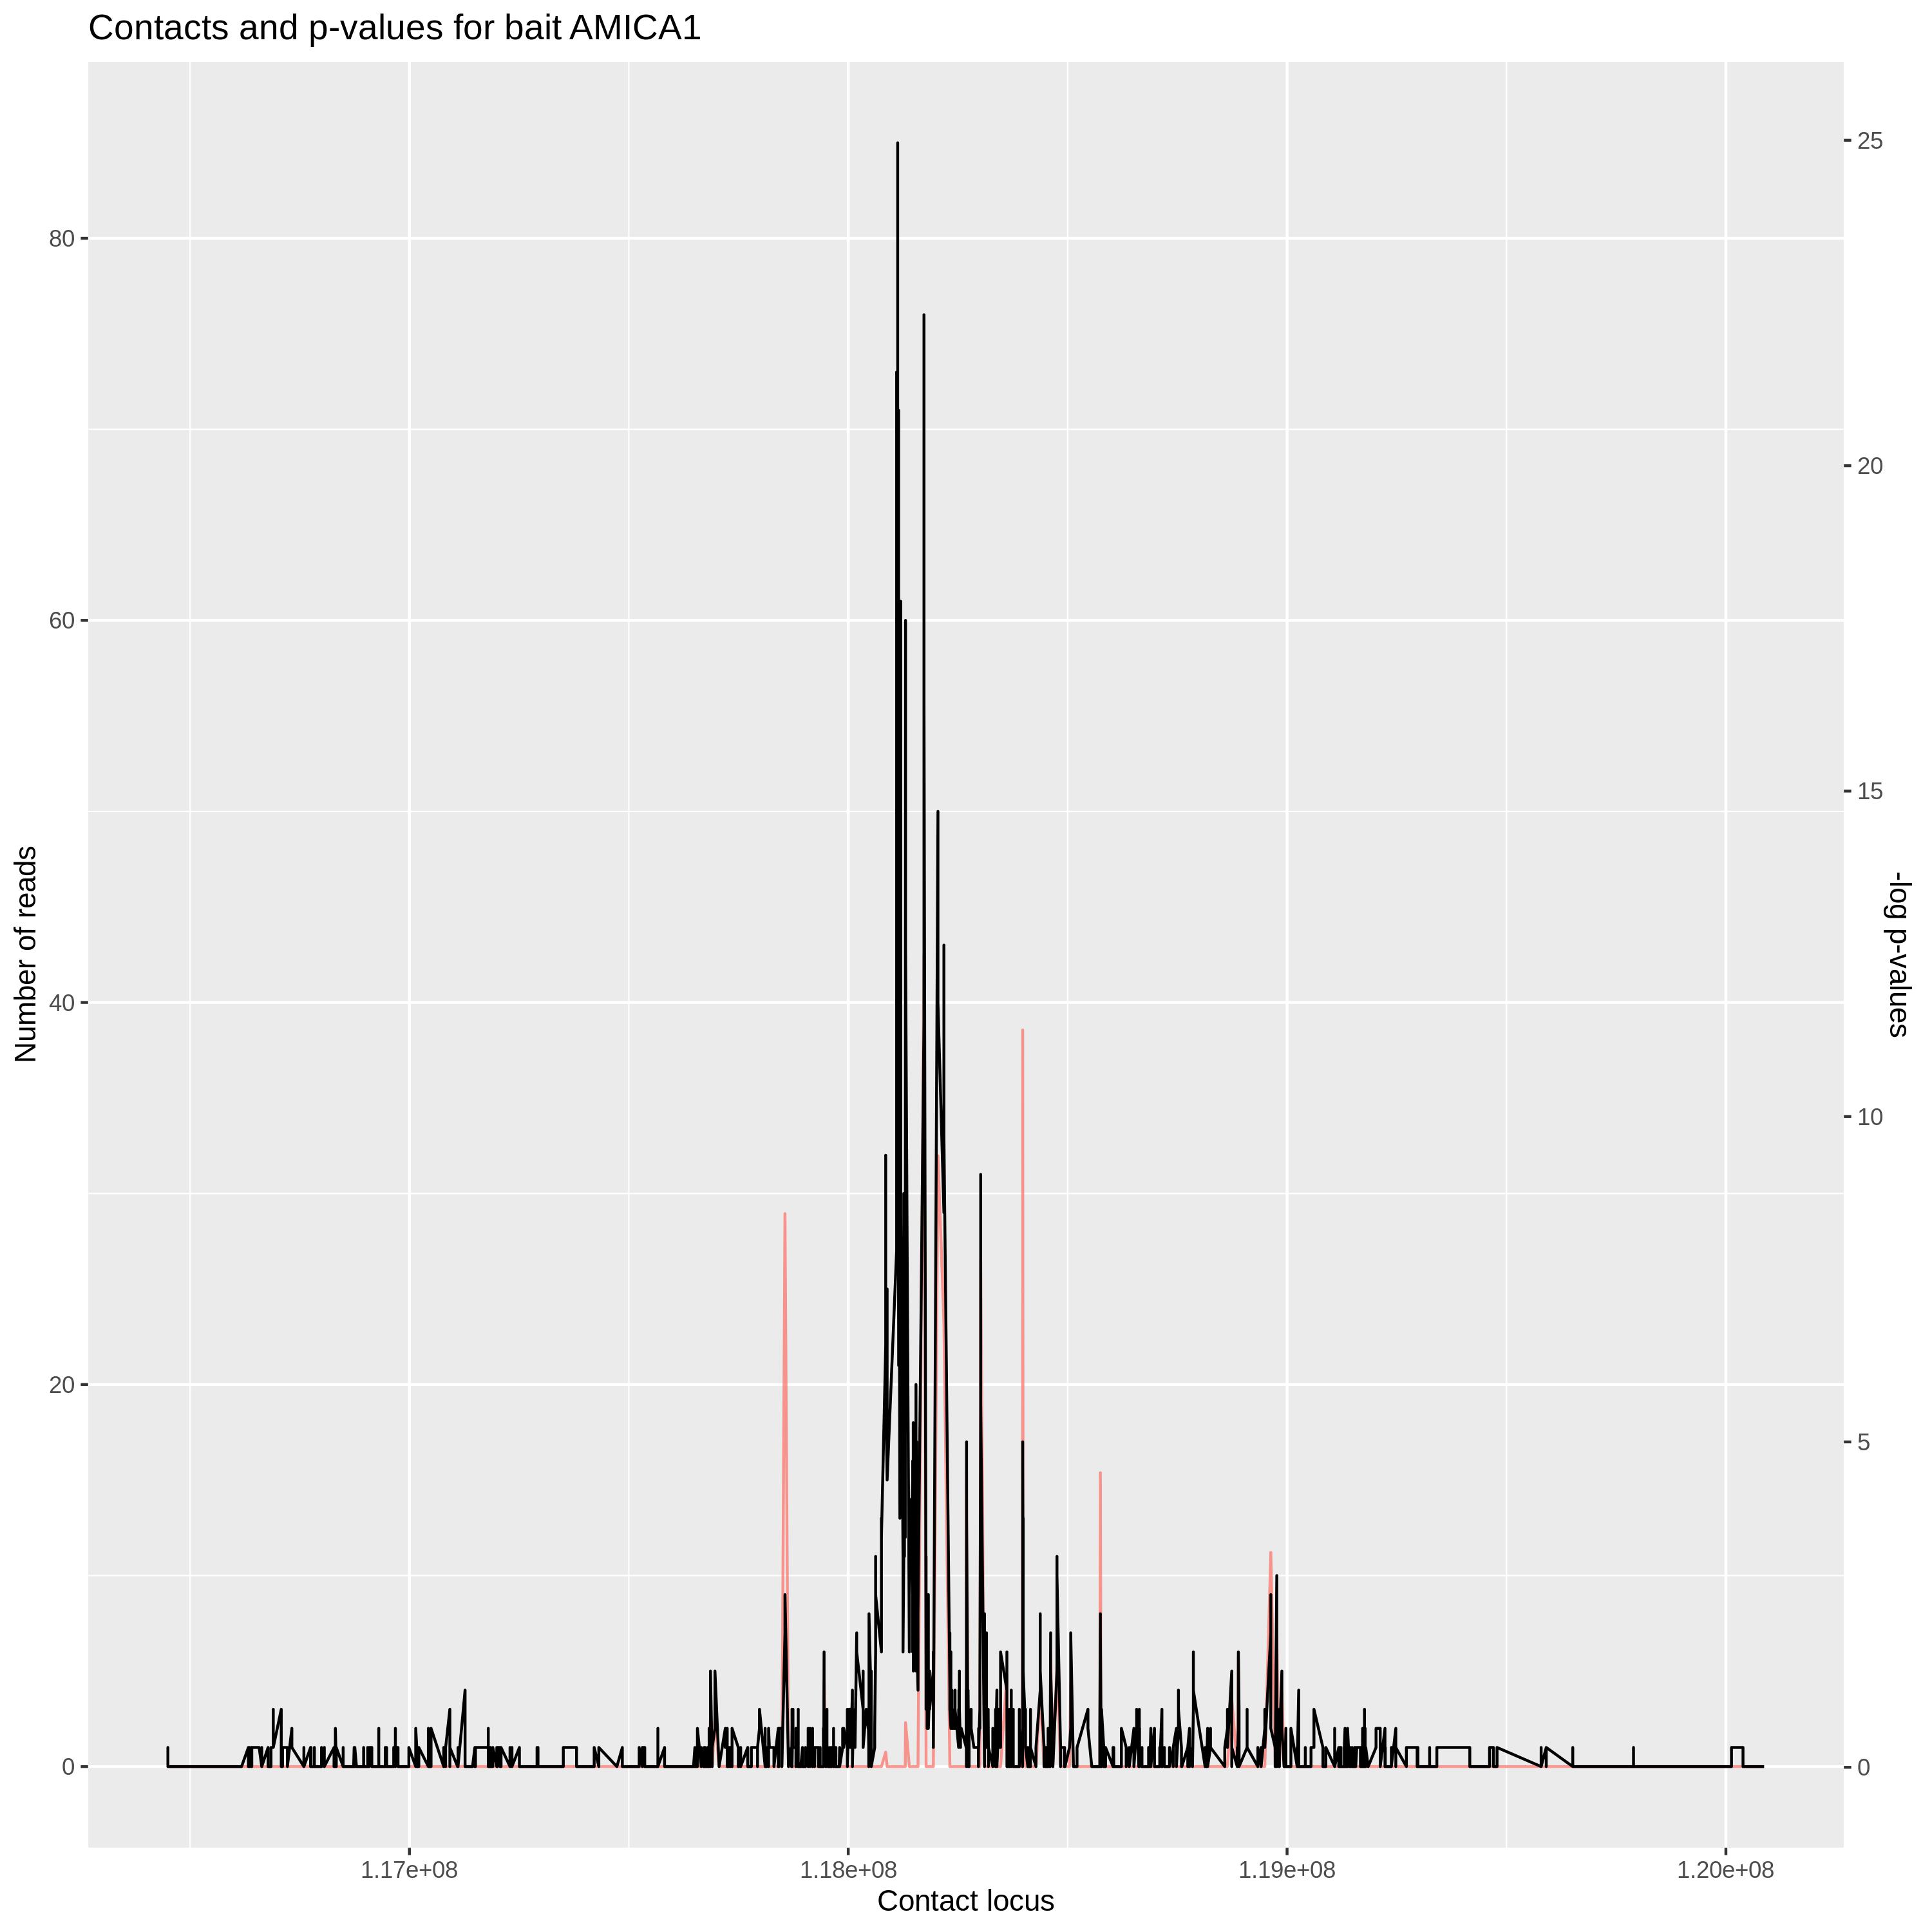 Contacts and p-values for bait AMICA1
Number of reads
80
60
40
20
0
25
20
15
10
5
0
-log p-values
1.17e+08 1.18e+08 1.19e+08 1.20e+08
Contact locus